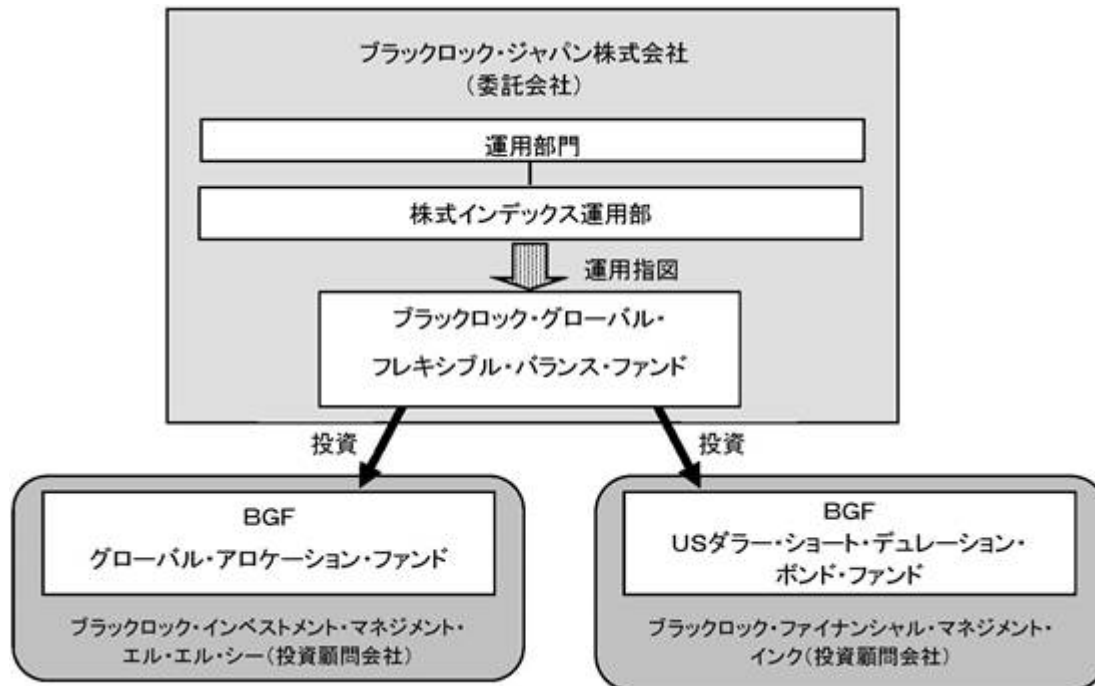 ブラックロック・ジャパン株式会社
（委託会社）
運用部門
株式インデックス運用部
運用指図
ブラックロック・グローバル・
フレキシブル・バランス・ファンド
投資
投資
BGF
グローバル・アロケーション・ファンド
ブラックロック・インベストメント・マネジメント・
エル・エル・シー（投資顧問会社）
BGF
USダラー・ショート・デュレーション・
ボンド・ファンド
ブラックロック・ファイナンシャル・マネジメント・
インク（投資顧問会社）